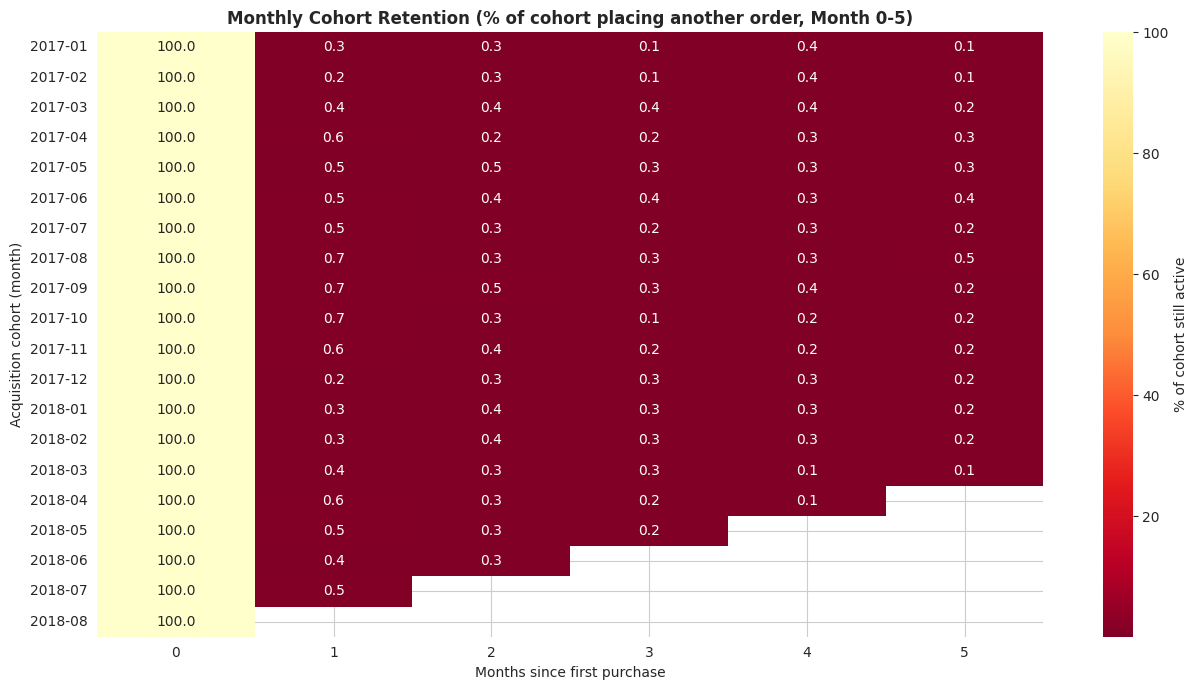 Monthly Cohort Retention (% of cohort placing another order, Month 0-5)
Acquisition cohort (month)
2017-01 100.0 0.3 0.3 0.1 0.4 0.1
2017-02 100.0 0.2 0.3 0.1 0.4 0.1
2017-03 100.0 0.4 0.4 0.4 0.4 0.2
2017-04 100.0 0.6 0.2 0.2 0.3 0.3
2017-05 100.0 0.5 0.5 0.3 0.3 0.3
2017-06 100.0 0.5 0.4 0.4 0.3 0.4
2017-07 100.0 0.5 0.3 0.2 0.3 0.2
2017-08 100.0 0.7 0.3 0.3 0.3 0.5
2017-09 100.0 0.7 0.5 0.3 0.4 0.2
2017-10 100.0 0.7 0.3 0.1 0.2 0.2
2017-11 100.0 0.6 0.4 0.2 0.2 0.2
2017-12 100.0 0.2 0.3 0.3 0.3 0.2
2018-01 100.0 0.3 0.4 0.3 0.3 0.2
2018-02 100.0 0.3 0.4 0.3 0.3 0.2
2018-03 100.0 0.4 0.3 0.3 0.1 0.1
2018-04 100.0 0.6 0.3 0.2 0.1
2018-05 100.0 0.5 0.3 0.2
2018-06 100.0 0.4 0.3
2018-07 100.0 0.5
2018-08 100.0
0 1 2 3 4 5
Months since first purchase
100
80
60
40
20
% of cohort still active